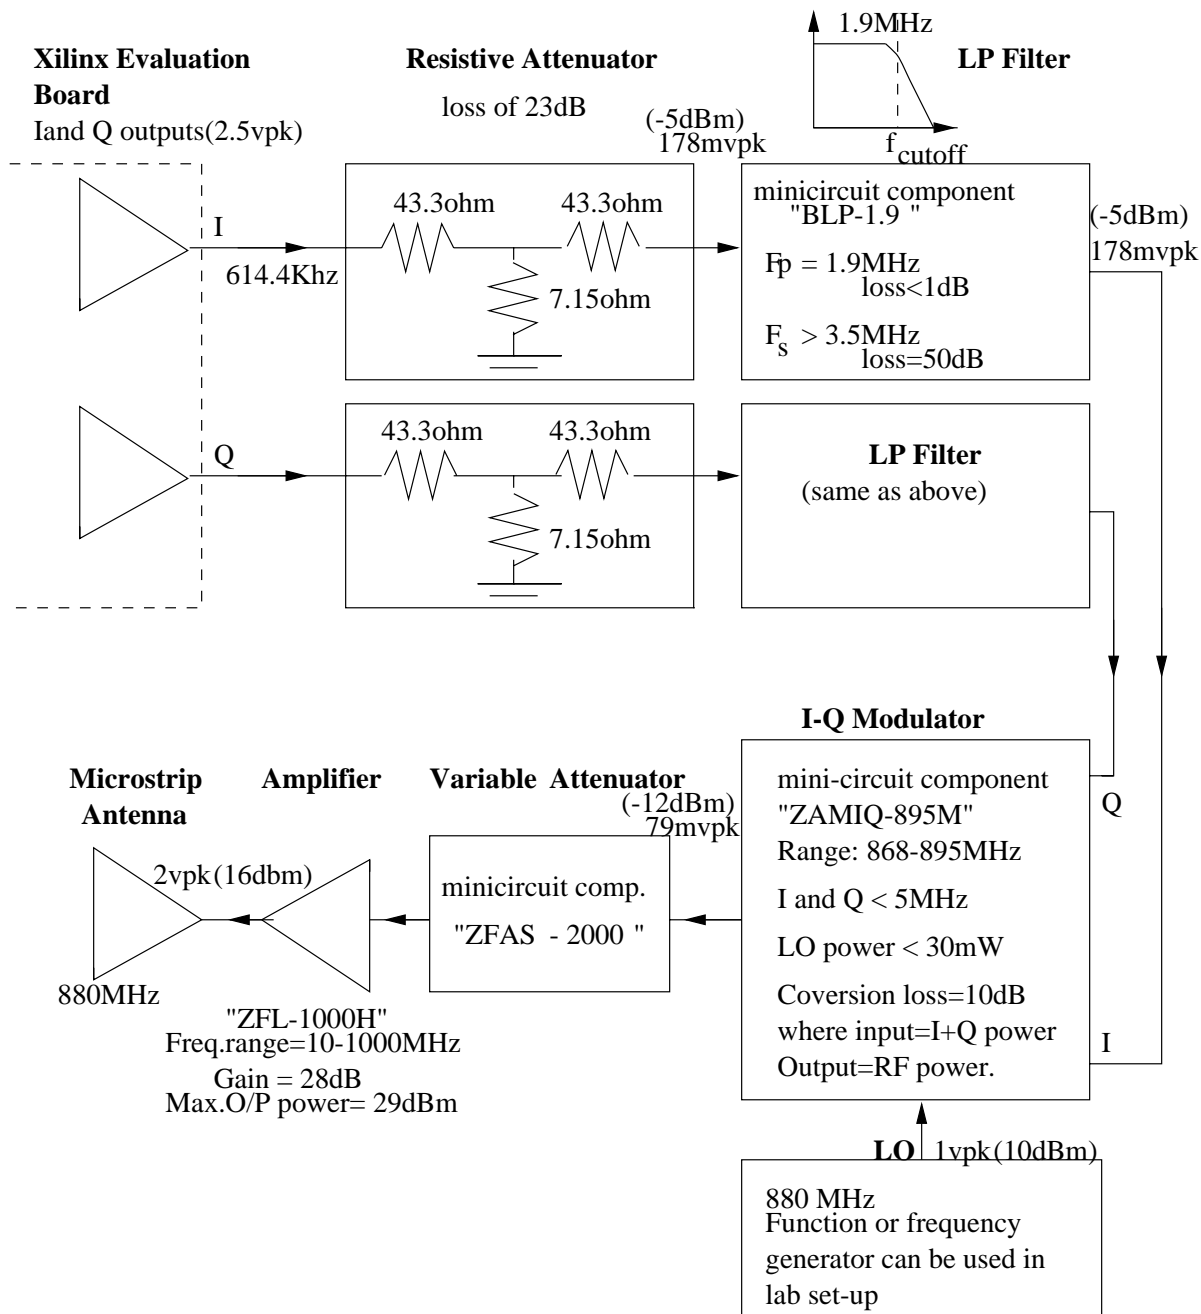 1.9MHz
Xilinx Evaluation
Board
Iand Q outputs(2.5vpk)
Resistive Attenuator
loss of 23dB
LP Filter
f cutoff
(-5dBm)
178mvpk
I
614.4Khz
43.3ohm
43.3ohm
7.15ohm
minicircuit component
"BLP-1.9 "
Fp = 1.9MHz
loss<1dB
Fs > 3.5MHz
loss=50dB
(-5dBm)
178mvpk
Q
43.3ohm
43.3ohm
7.15ohm
LP Filter
(same as above)
I-Q Modulator
Microstrip
Antenna
Amplifier
Variable Attenuator
(-12dBm)
79mvpk
mini-circuit component
"ZAMIQ-895M"
Range: 868-895MHz
I and Q < 5MHz
LO power < 30mW
Coversion loss=10dB
where input=I+Q power
Output=RF power.
Q
I
2vpk(16dbm)
minicircuit comp.
"ZFAS - 2000 "
880MHz
"ZFL-1000H"
Freq.range=10-1000MHz
Gain = 28dB
Max.O/P power= 29dBm
LO
1vpk(10dBm)
880 MHz
Function or frequency
generator can be used in
lab set-up